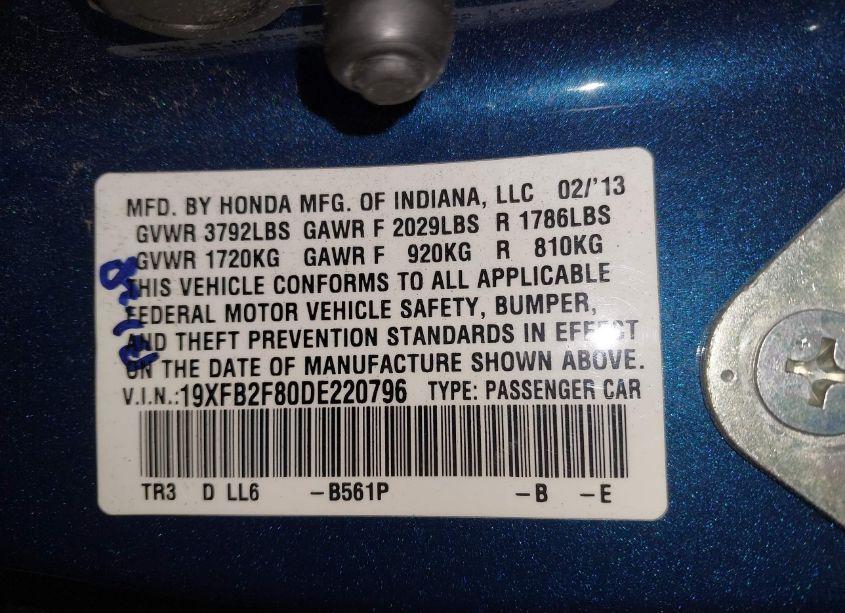 MFD. BY HONDA MFG. OF INDIANA, LLC 02/'13
GVWR 3792LBS GAWR F 2029LBS R 1786LBS
GVWR 1720KG GAWR F 920KG R 810KG
THIS VEHICLE CONFORMS TO ALL APPLICABLE
FEDERAL MOTOR VEHICLE SAFETY, BUMPER,
AND THEFT PREVENTION STANDARDS IN EFFECT
ON THE DATE OF MANUFACTURE SHOWN ABOVE.
V.I.N.:19XFB2F80DE220796 TYPE: PASSENGER CAR
TR3 D LL6 -B561P -B -E